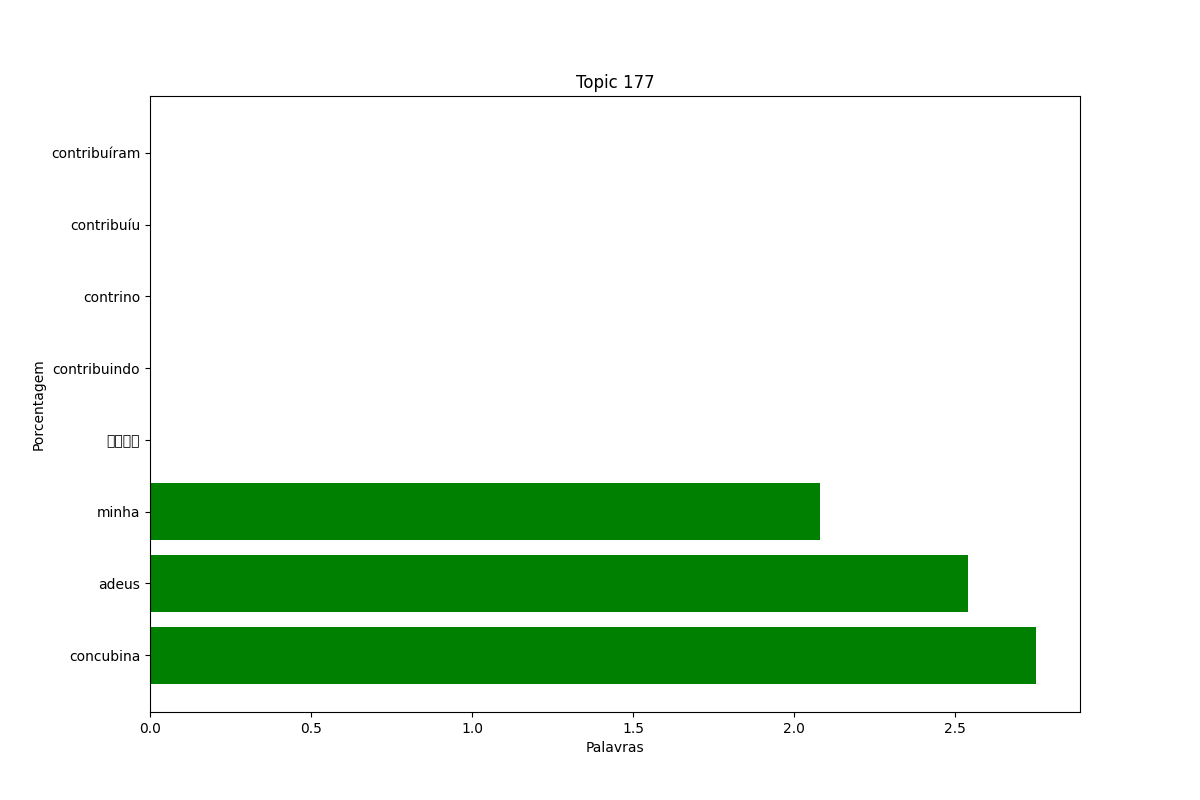 Topic 177
contribuíram
contribuíu
contrino
contribuindo
minha
adeus
concubina
Porcentagem
0.0 0.5 1.0 1.5 2.0 2.5
Palavras